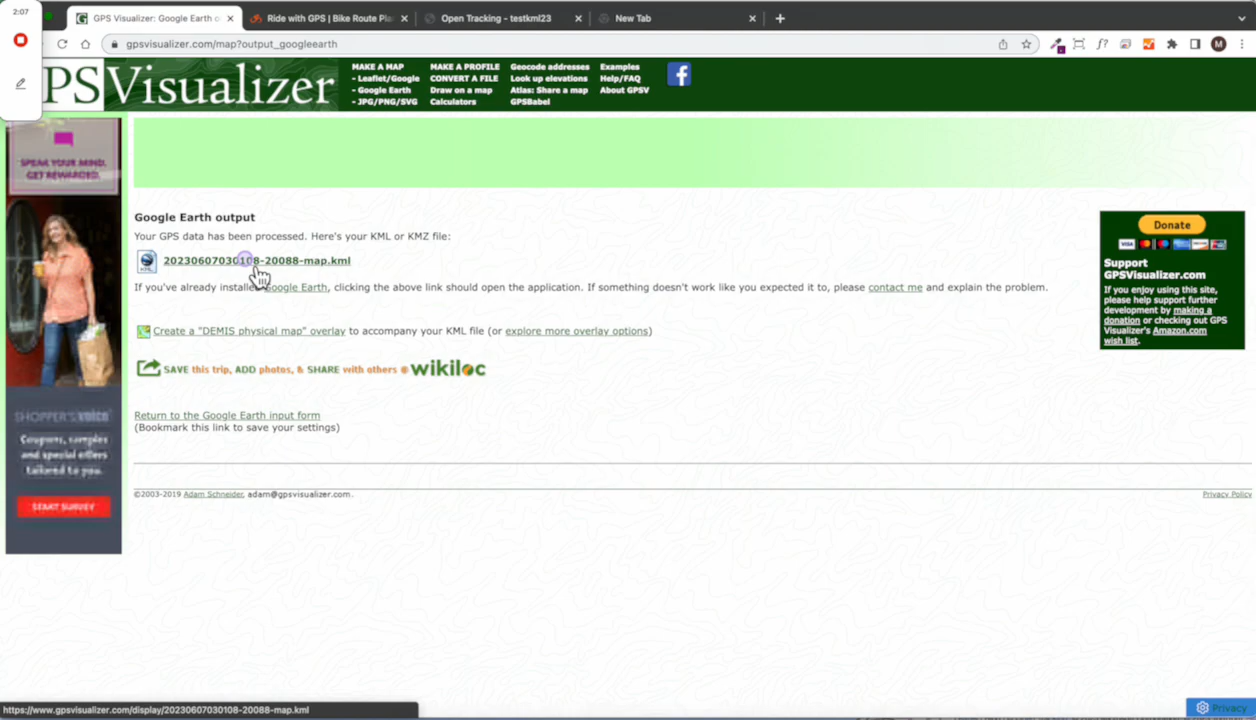 2:07
GPS Visualizer: Google Earth o
Ride with GPS | Bike Route Pla
Open Tracking - testkml23
New Tab
gpsvisualizer.com/map?output_googleearth
M
PSVisualizer
MAKE A MAP
- Leaflet/Google
- Google Earth
- JPG/PNG/SVG
MAKE A PROFILE
CONVERT A FILE
Draw on a map
Calculators
Geocode addresses
Look up elevations
Atlas: Share a map
GPSBabel
Examples
Help/FAQ
About GPSV
SPEAK YOUR MIND.
GET REWARDED.
SHOPPER'S voice
Coupons, samples
and special offers
tailored to you.
START SURVEY
Google Earth output
Your GPS data has been processed. Here's your KML or KMZ file:
KML
20230607030108-20088-map.kml
If you've already installe Google Earth, clicking the above link should open the application. If something doesn't work like you expected it to, please contact me and explain the problem.
Create a "DEMIS physical map" overlay to accompany your KML file (or explore more overlay options)
SAVE this trip, ADD photos, & SHARE with others @ wikiloc
Return to the Google Earth input form
(Bookmark this link to save your settings)
©2003-2019 Adam Schneider, adam@gpsvisualizer.com.
Privacy Policy
Donate
VISA
Support
GPSVisualizer.com
If you enjoy using this site,
please help support further
development by making a
donation or checking out GPS
Visualizer's Amazon.com
wish list.
https://www.gpsvisualizer.com/display/20230607030108-20088-map.kml
Privacy